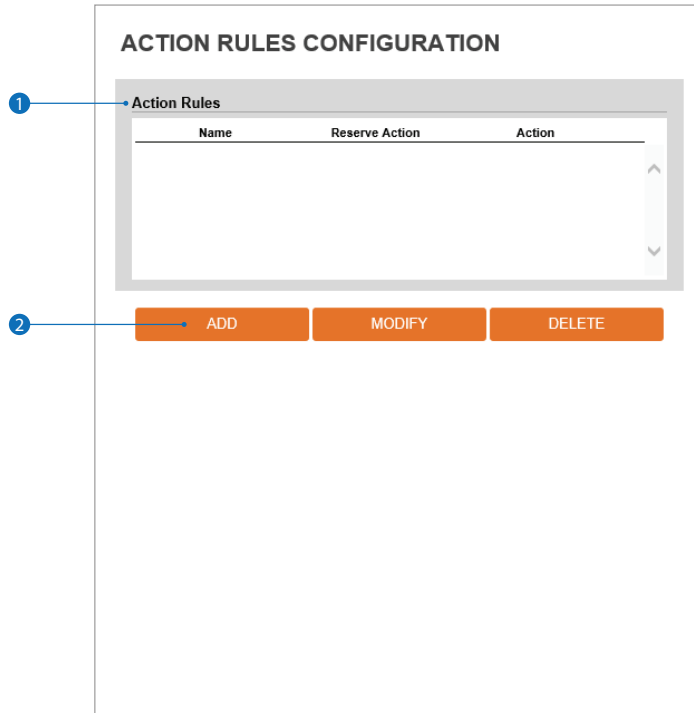 ACTION RULES CONFIGURATION
1
Action Rules
Name Reserve Action Action
2
ADD MODIFY DELETE